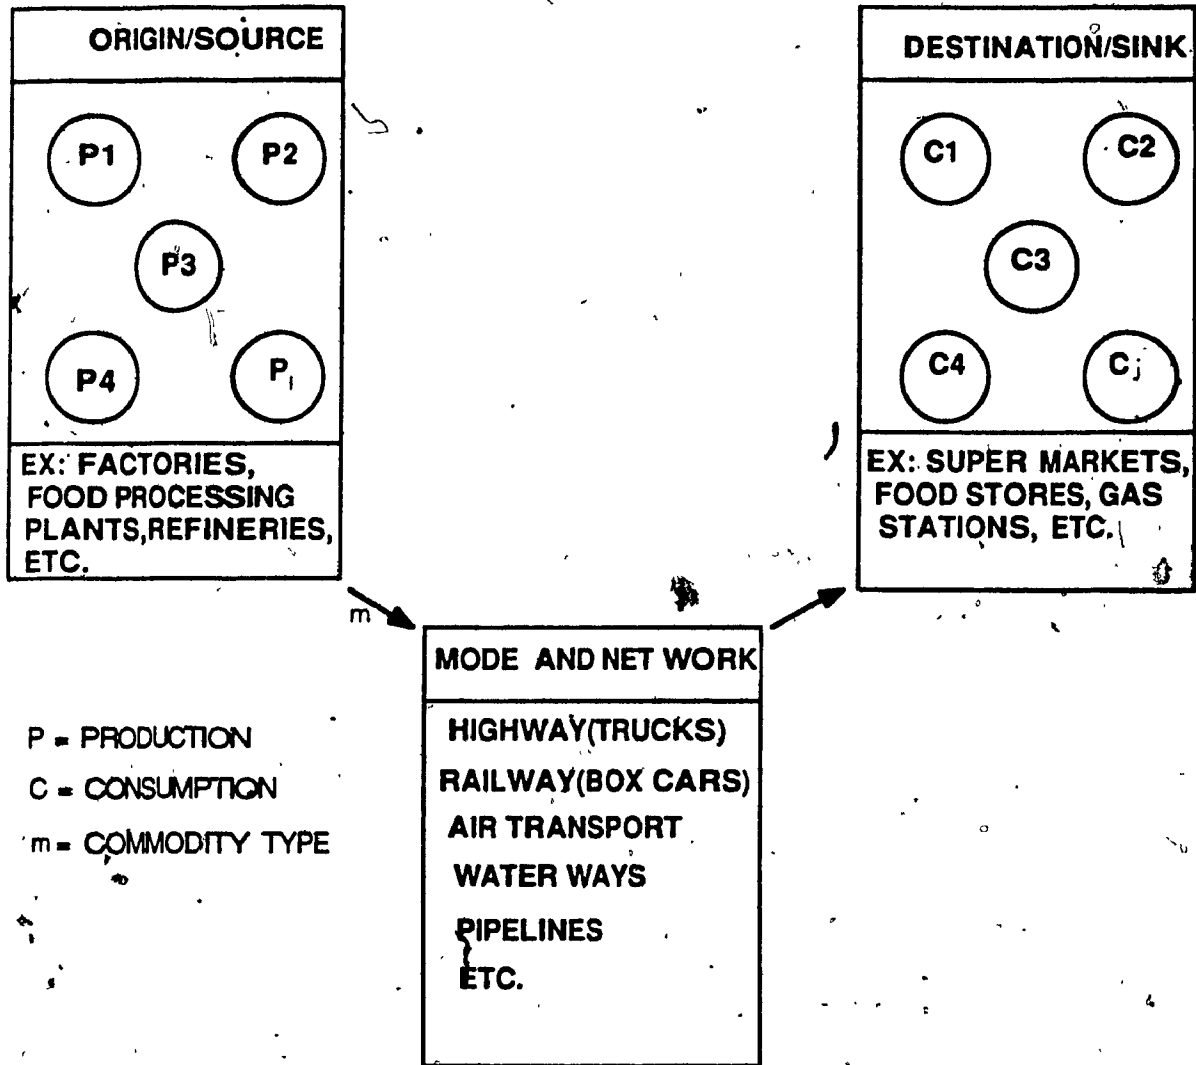 ORIGIN/SOURCE
P1
P2
P3
P4
Pi
EX: FACTORIES,
FOOD PROCESSING
PLANTS,REFINERIES,
ETC.
DESTINATION/SINK
C1
C2
C3
C4
Cj
EX: SUPER MARKETS,
FOOD STORES, GAS
STATIONS, ETC.
m
MODE AND NET WORK
HIGHWAY(TRUCKS)
RAILWAY(BOX CARS)
AIR TRANSPORT
WATER WAYS
PIPELINES
ETC.
P = PRODUCTION
C = CONSUMPTION
m = COMMODITY TYPE